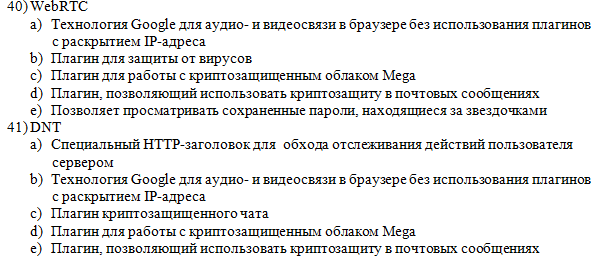 40) WebRTC
a) Технология Google для аудио- и видеосвязи в браузере без использования плагинов
с раскрытием IP-адреса
b) Плагин для защиты от вирусов
c) Плагин для работы с криптозащищенным облаком Mega
d) Плагин, позволяющий использовать криптозащиту в почтовых сообщениях
e) Позволяет просматривать сохраненные пароли, находящиеся за звездочками
41) DNT
a) Специальный HTTP-заголовок для обхода отслеживания действий пользователя
сервером
b) Технология Google для аудио- и видеосвязи в браузере без использования плагинов
с раскрытием IP-адреса
c) Плагин криптозащищенного чата
d) Плагин для работы с криптозащищенным облаком Mega
e) Плагин, позволяющий использовать криптозащиту в почтовых сообщениях